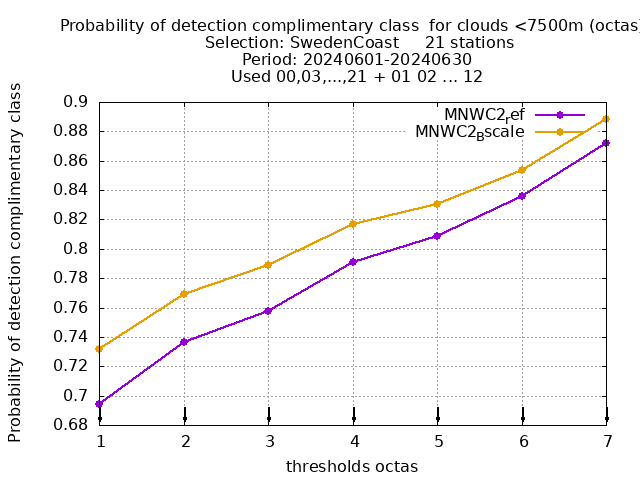 Probability of detection complimentary class  for clouds <7500m (octas)
Selection: SwedenCoast     21 stations
Period: 20240601-20240630
Used 00,03,...,21 + 01 02 ... 12
Probability of detection complimentary class
0.9
0.88
0.86
0.84
0.82
0.8
0.78
0.76
0.74
0.72
0.7
0.68
MNWC2ref
MNWC2Bscale
1 2 3 4 5 6 7
thresholds octas